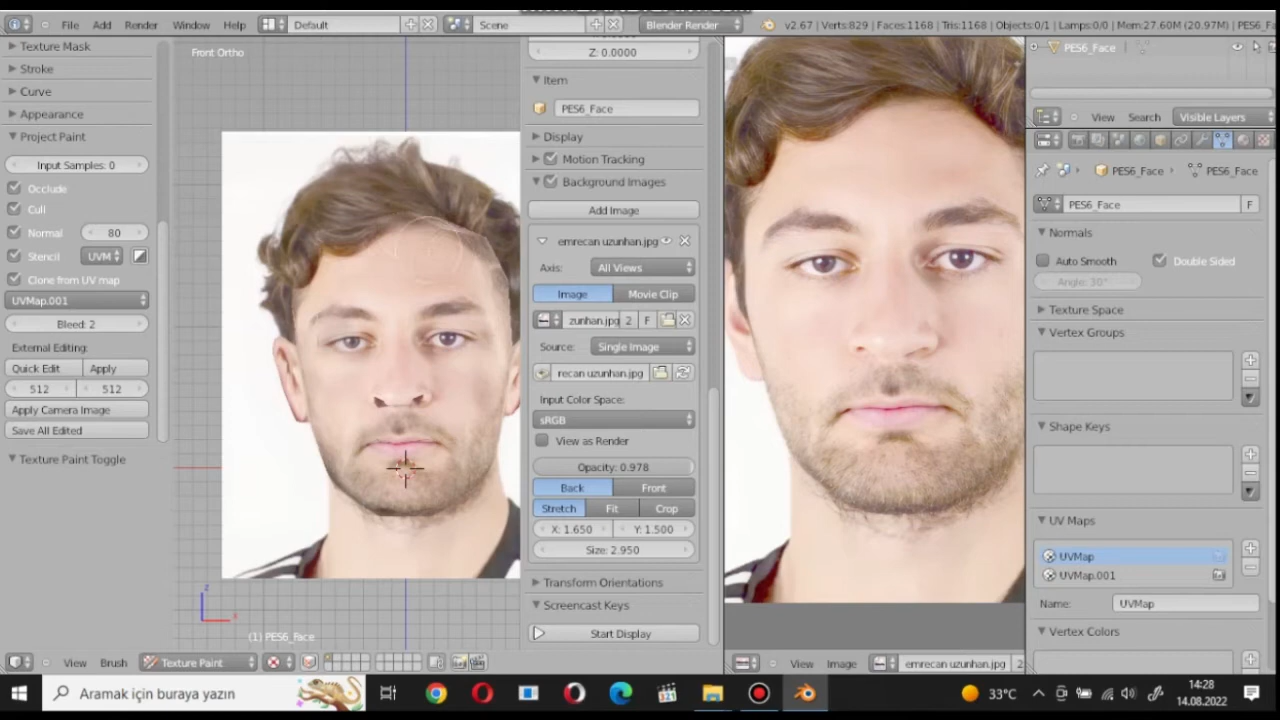 File Add Render Window Help Default Scene Blender Render v2.67 | Verts:829 | Faces:1168 | Tris:1168 | Objects:0/1 | Lamps:0/0 | Mem:27.60M (20.97M) | PES6_F
Texture Mask
Stroke
Curve
Appearance
Project Paint
Input Samples: 0
Occlude
Cull
Normal 80
Stencil UVM
Clone from UV map
UVMap.001
Bleed: 2
External Editing:
Quick Edit Apply
512 512
Apply Camera Image
Save All Edited
Texture Paint Toggle
Front Ortho
z
x
(1) PES6_Face
View Brush Texture Paint
Z: 0.0000
Item
PES6_Face
Display
Motion Tracking
Background Images
Add Image
emrecan uzunhan.jpg
Axis: All Views
Image Movie Clip
zunhan.jpg 2 F
Source: Single Image
recan uzunhan.jpg
Input Color Space:
sRGB
View as Render
Opacity: 0.978
Back Front
Stretch Fit Crop
X: 1.650 Y: 1.500
Size: 2.950
Transform Orientations
Screencast Keys
Start Display
View Image emrecan uzunhan.jpg 2
PES6_Face
View Search Visible Layers
PES6_Face PES6_Face
PES6_Face F
Normals
Auto Smooth Double Sided
Angle: 30°
Texture Space
Vertex Groups
Shape Keys
UV Maps
UVMap
UVMap.001
Name: UVMap
Vertex Colors
Aramak için buraya yazın
321
33°C
14:28
14.08.2022